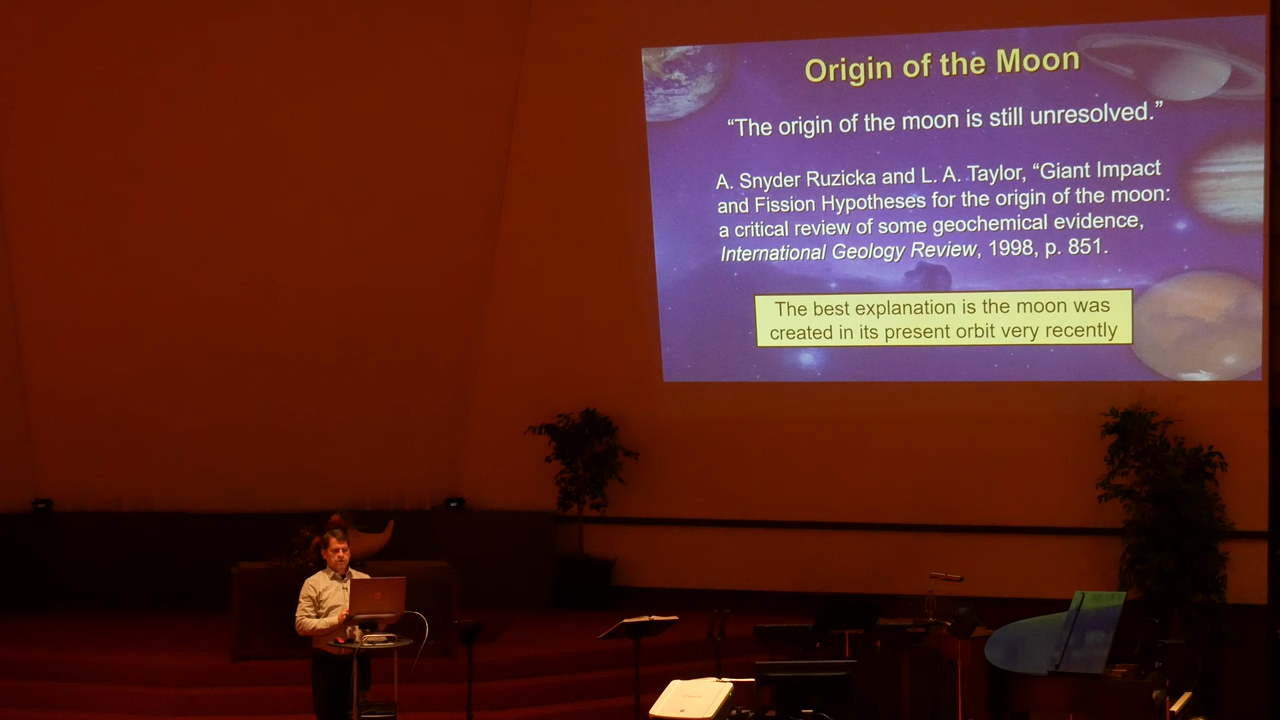 Origin of the Moon
“The origin of the moon is still unresolved.”
A. Snyder Ruzicka and L. A. Taylor, “Giant Impact
and Fission Hypotheses for the origin of the moon:
a critical review of some geochemical evidence,
International Geology Review, 1998, p. 851.
The best explanation is the moon was
created in its present orbit very recently